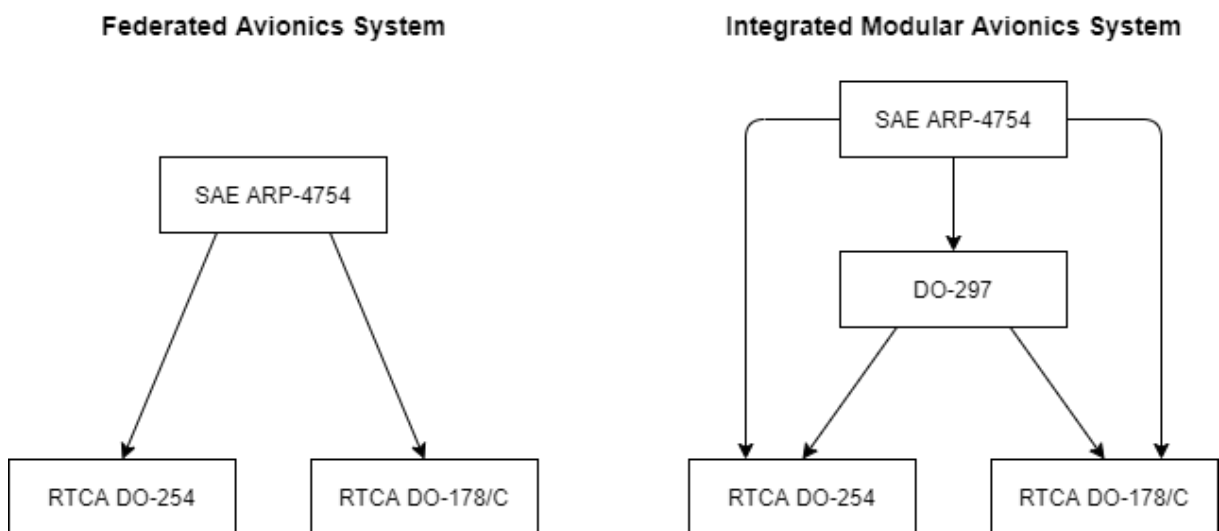 Federated Avionics System
SAE ARP-4754
RTCA DO-254
RTCA DO-178/C
Integrated Modular Avionics System
SAE ARP-4754
DO-297
RTCA DO-254
RTCA DO-178/C